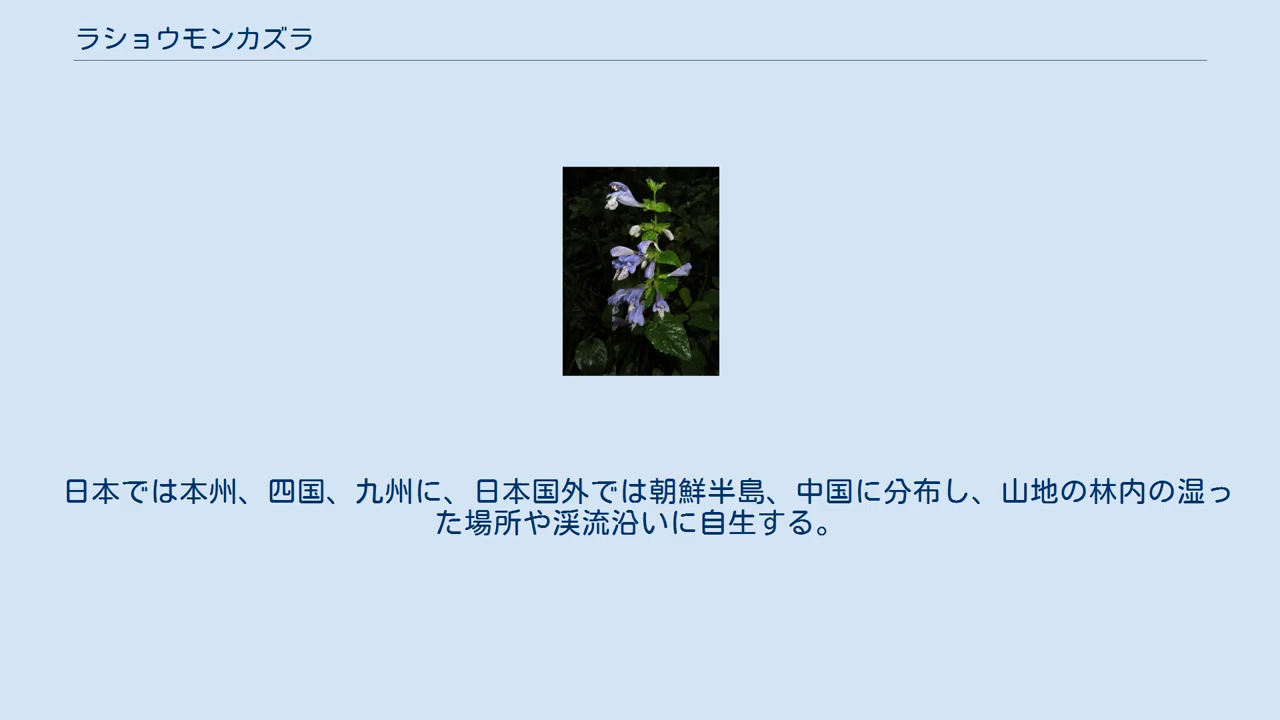 ラショウモンカズラ
日本では本州、四国、九州に、日本国外では朝鮮半島、中国に分布し、山地の林内の湿っ
た場所や渓流沿いに自生する。